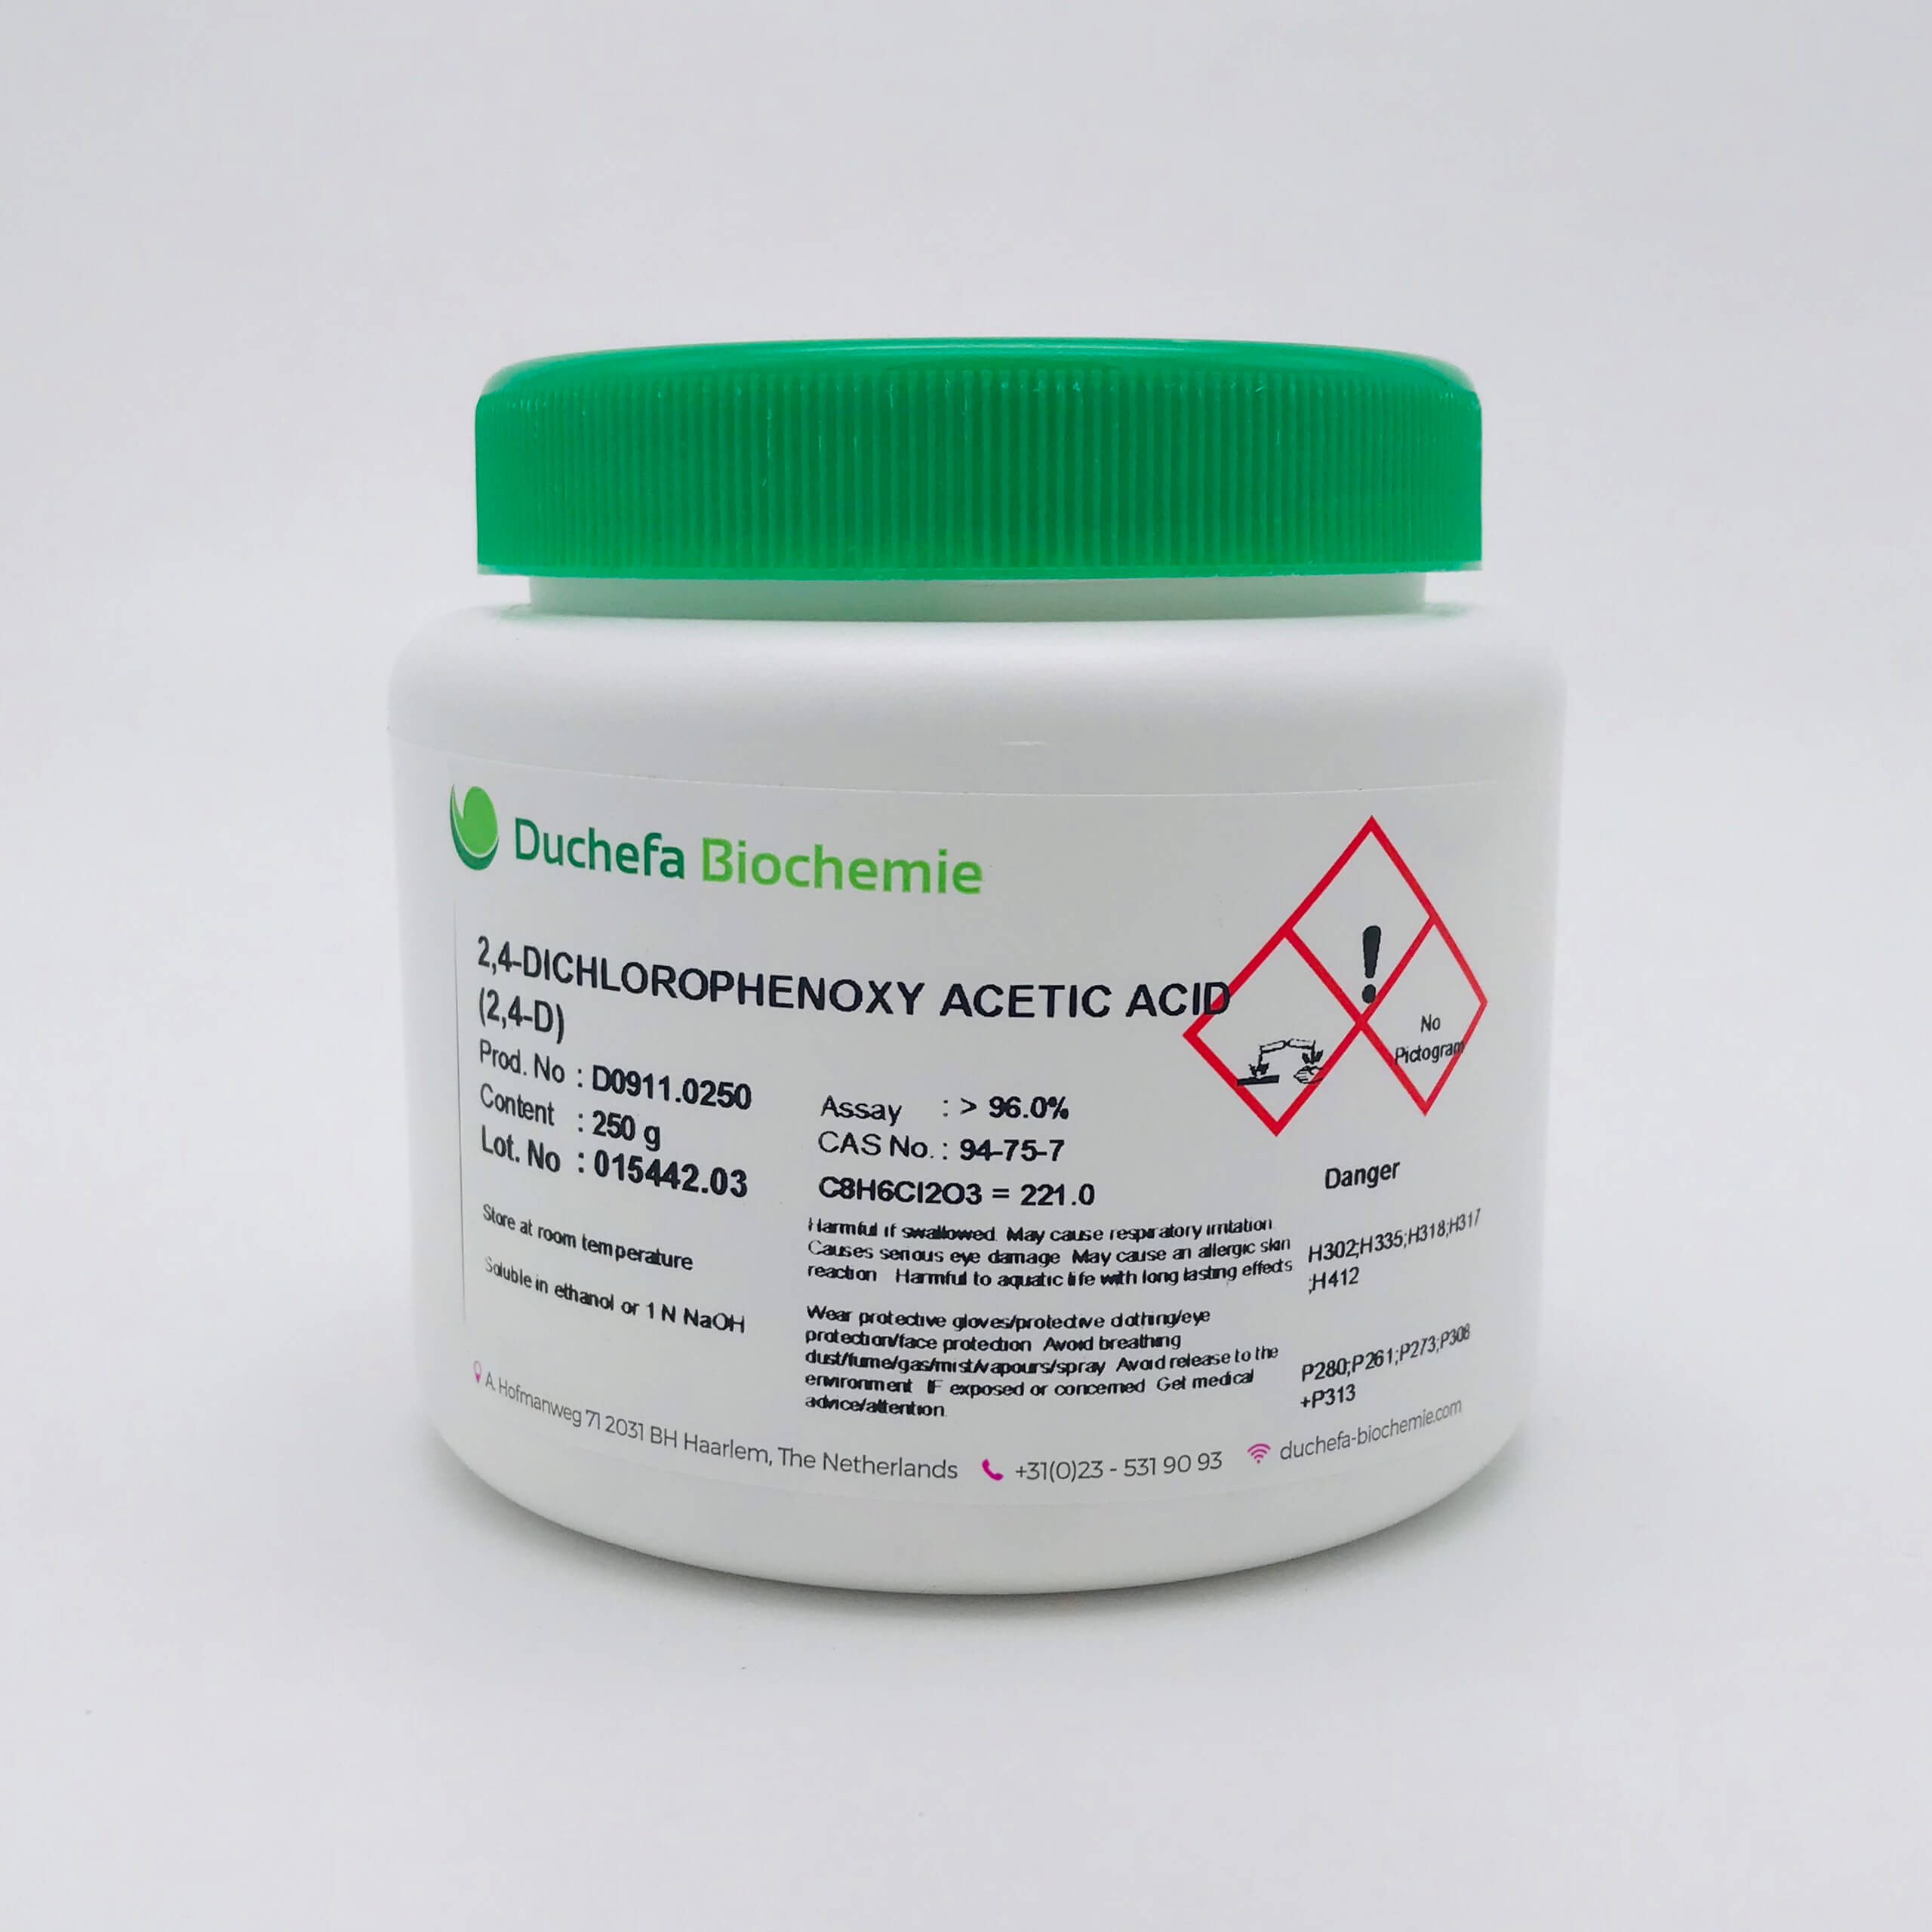 Duchefa Biochemie
2,4-DICHLOROPHENOXY ACETIC ACID
(2,4-D)
Prod. No : D0911.0250
Content : 250 g
Lot. No : 015442.03
Store at room temperature
Soluble in ethanol or 1 N NaOH
Assay : > 96.0%
CAS No. : 94-75-7
C8H6Cl2O3 = 221.0
Harmful if swallowed. May cause respiratory irritation.
Causes serious eye damage May cause an allergic skin
reaction Harmful to aquatic life with long lasting effects
Wear protective gloves/protective clothing/eye
protection/face protection Avoid breathing
dust/fume/gas/mist/vapours/spray Avoid release to the
environment IF exposed or concerned Get medical
advice/attention.
!
No
Pictogram
Danger
H302;H335;H318;H317
;H412
P280;P261;P273;P308
+P313
A. Hofmanweg 71 2031 BH Haarlem, The Netherlands +31(0)23 - 531 90 93 duchefa-biochemie.com